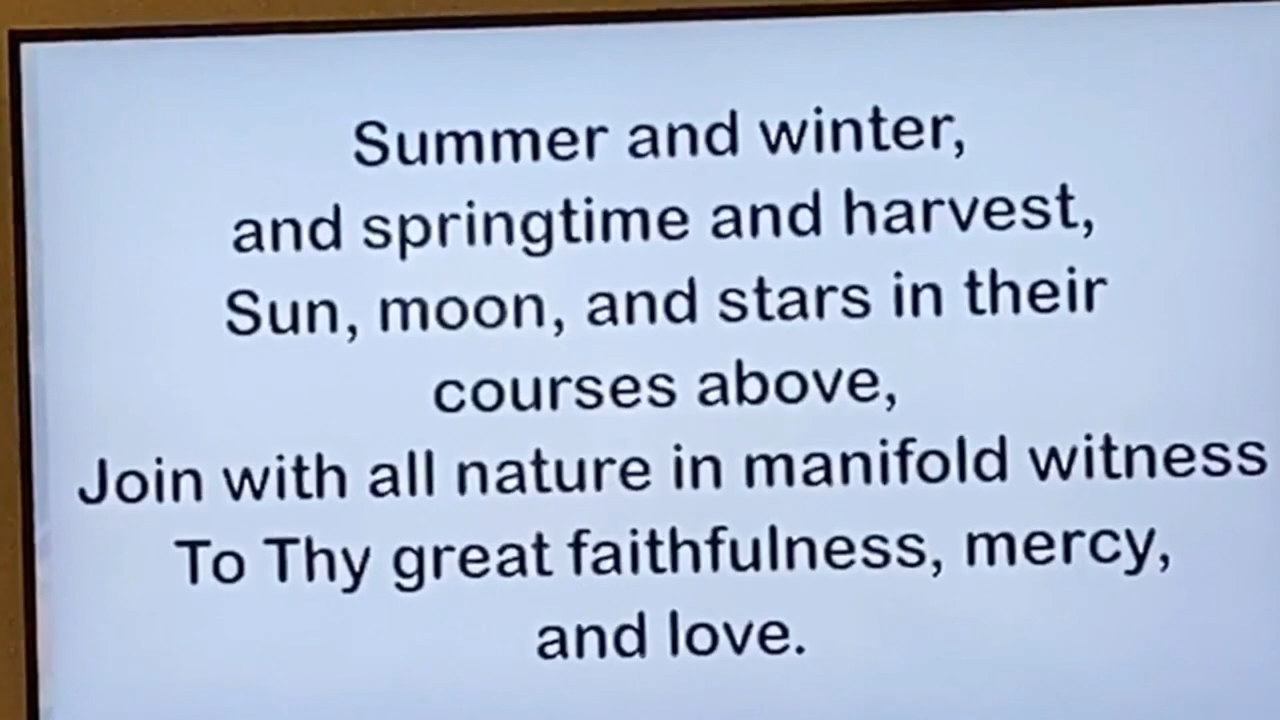 Summer and winter,
and springtime and harvest,
Sun, moon, and stars in their
courses above,
Join with all nature in manifold witness
To Thy great faithfulness, mercy,
and love.